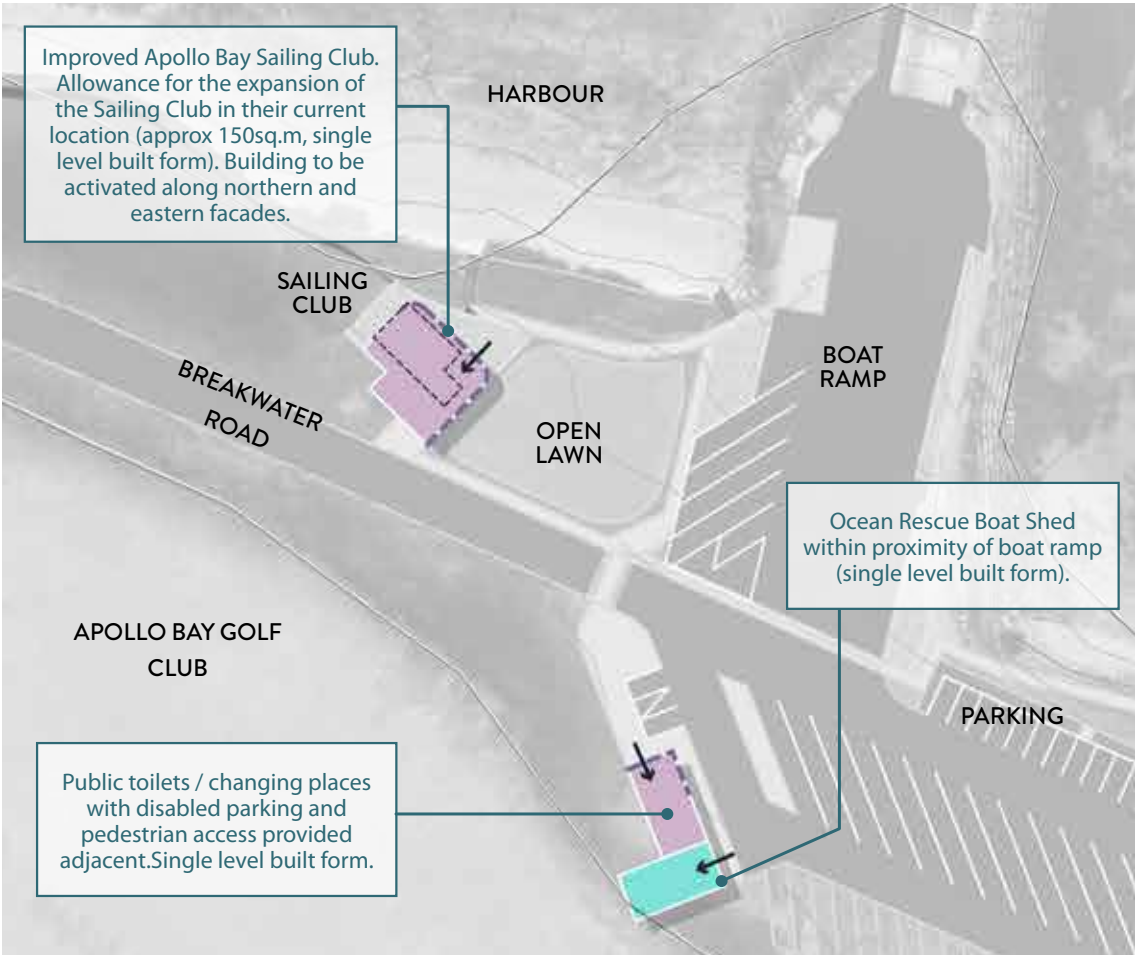 Improved Apollo Bay Sailing Club.
Allowance for the expansion of
the Sailing Club in their current
location (approx 150sq.m, single
level built form). Building to be
activated along northern and
eastern facades.
HARBOUR
SAILING
CLUB
BREAKWATER
ROAD
BOAT
RAMP
OPEN
LAWN
Ocean Rescue Boat Shed
within proximity of boat ramp
(single level built form).
APOLLO BAY GOLF
CLUB
PARKING
Public toilets / changing places
with disabled parking and
pedestrian access provided
adjacent.Single level built form.